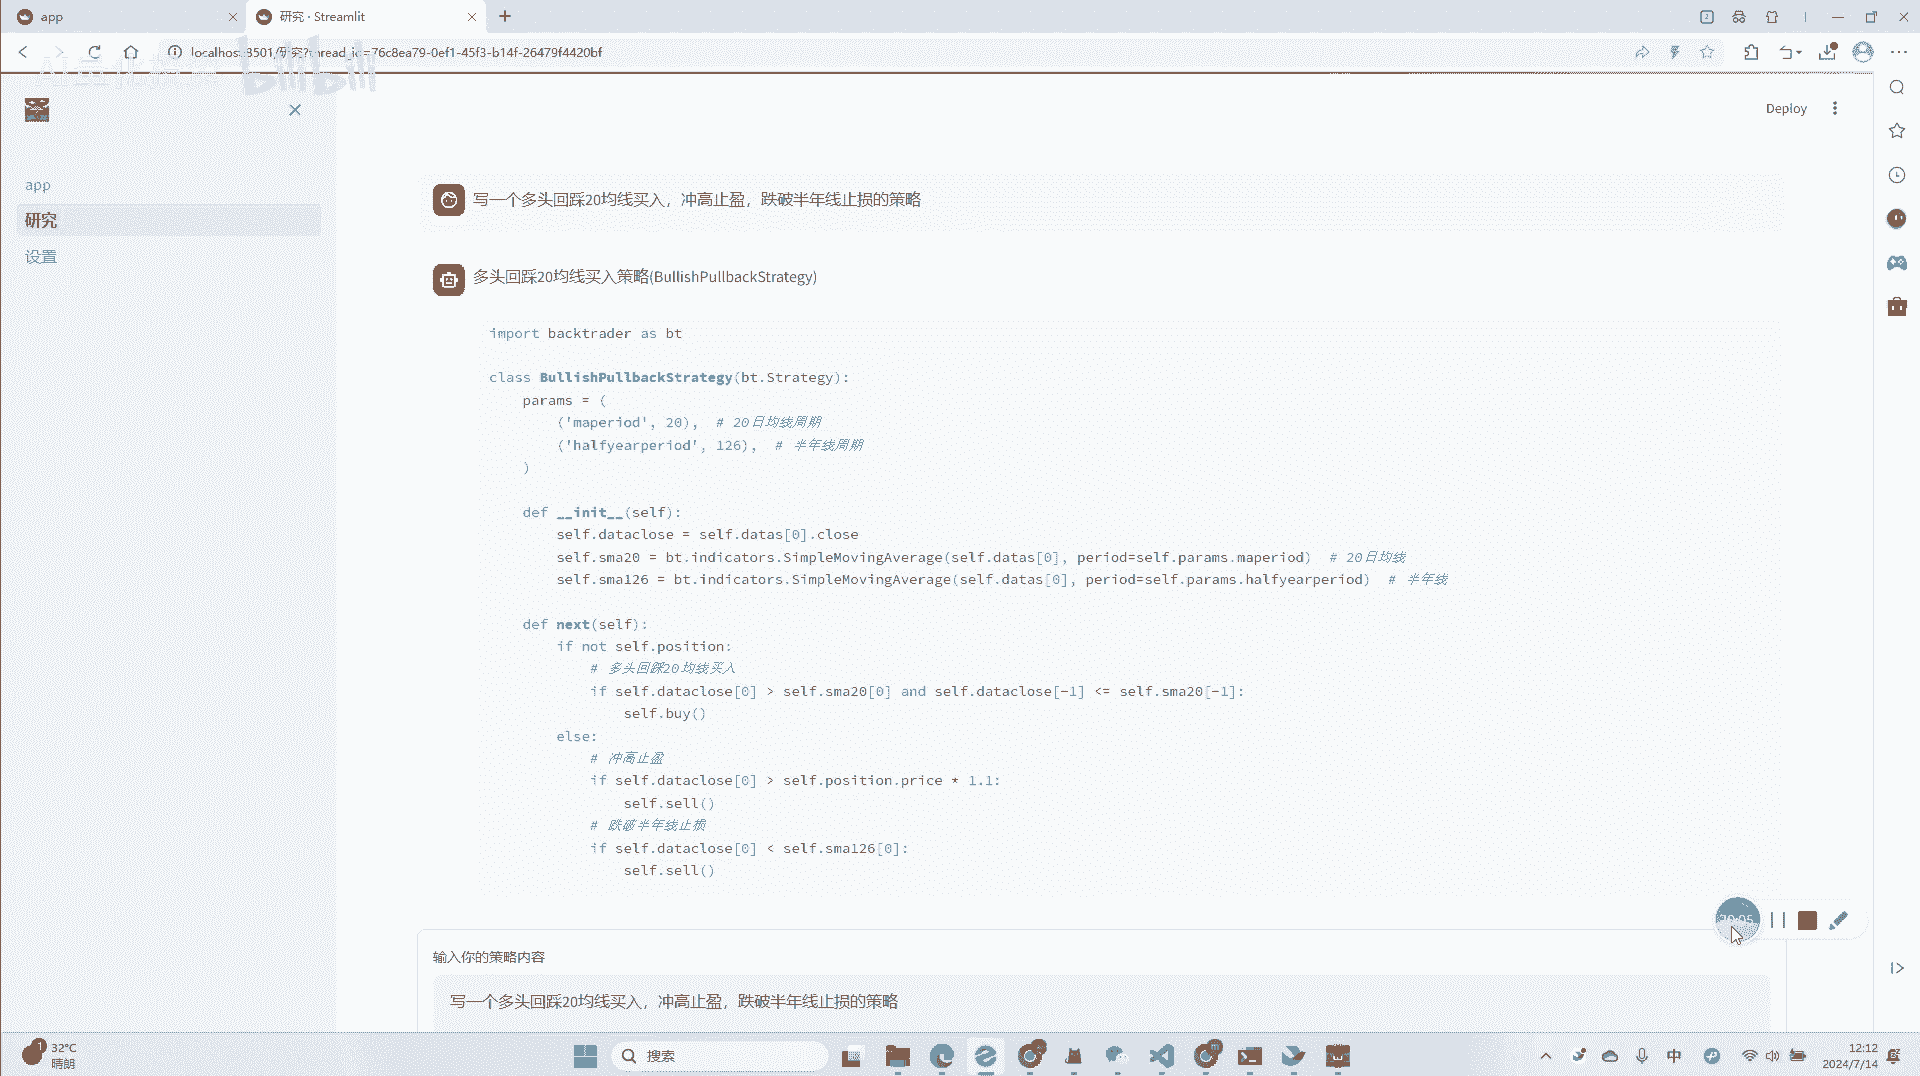 app
研究 · Streamlit
localhost:8501/研究?thread_id=76c8ea79-0ef1-45f3-b14f-26479f4420bf
bilibili
Deploy
app
研究
设置
写一个多头回踩20均线买入，冲高止盈，跌破半年线止损的策略
多头回踩20均线买入策略(BullishPullbackStrategy)
import backtrader as bt
class BullishPullbackStrategy(bt.Strategy):
params = (
('maperiod', 20),  # 20日均线周期
('halfyearperiod', 126),  # 半年线周期
)
def __init__(self):
self.dataclose = self.datas[0].close
self.sma20 = bt.indicators.SimpleMovingAverage(self.datas[0], period=self.params.maperiod)  # 20日均线
self.sma126 = bt.indicators.SimpleMovingAverage(self.datas[0], period=self.params.halfyearperiod)  # 半年线
def next(self):
if not self.position:
# 多头回踩20均线买入
if self.dataclose[0] > self.sma20[0] and self.dataclose[-1] <= self.sma20[-1]:
self.buy()
else:
# 冲高止盈
if self.dataclose[0] > self.position.price * 1.1:
self.sell()
# 跌破半年线止损
if self.dataclose[0] < self.sma126[0]:
self.sell()
输入你的策略内容
写一个多头回踩20均线买入，冲高止盈，跌破半年线止损的策略
1
32°C
晴朗
搜索
中
12:12
2024/7/14